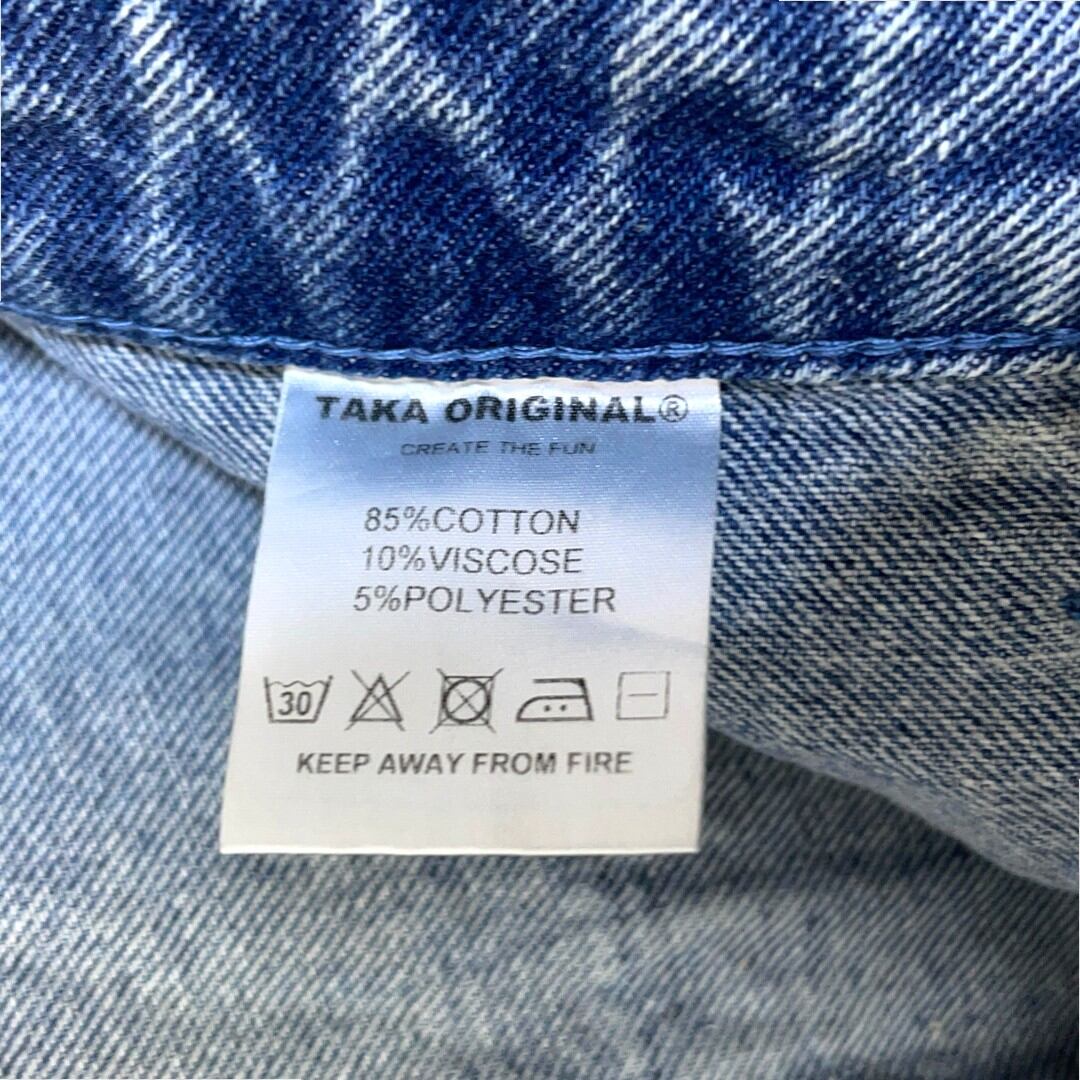 TAKA ORIGINAL®
CREATE THE FUN
85%COTTON
10%VISCOSE
5%POLYESTER
30
KEEP AWAY FROM FIRE